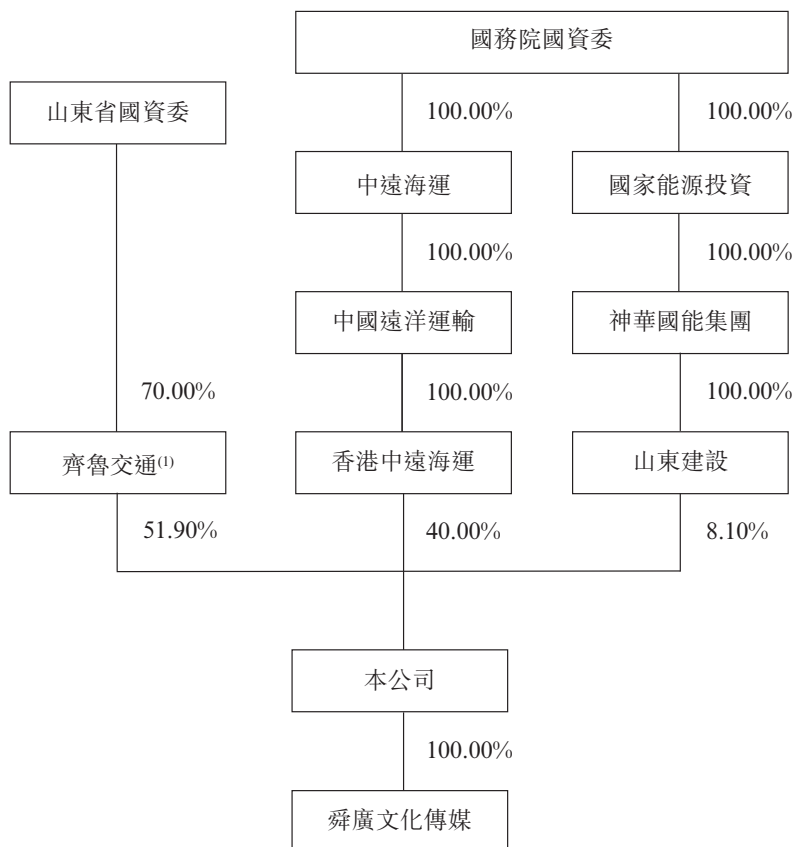 國務院國資委
山東省國資委
100.00%
100.00%
中遠海運
國家能源投資
100.00%
100.00%
中國遠洋運輸
神華國能集團
70.00%
100.00%
100.00%
齊魯交通(1)
香港中遠海運
山東建設
51.90%
40.00%
8.10%
本公司
100.00%
舜廣文化傳媒